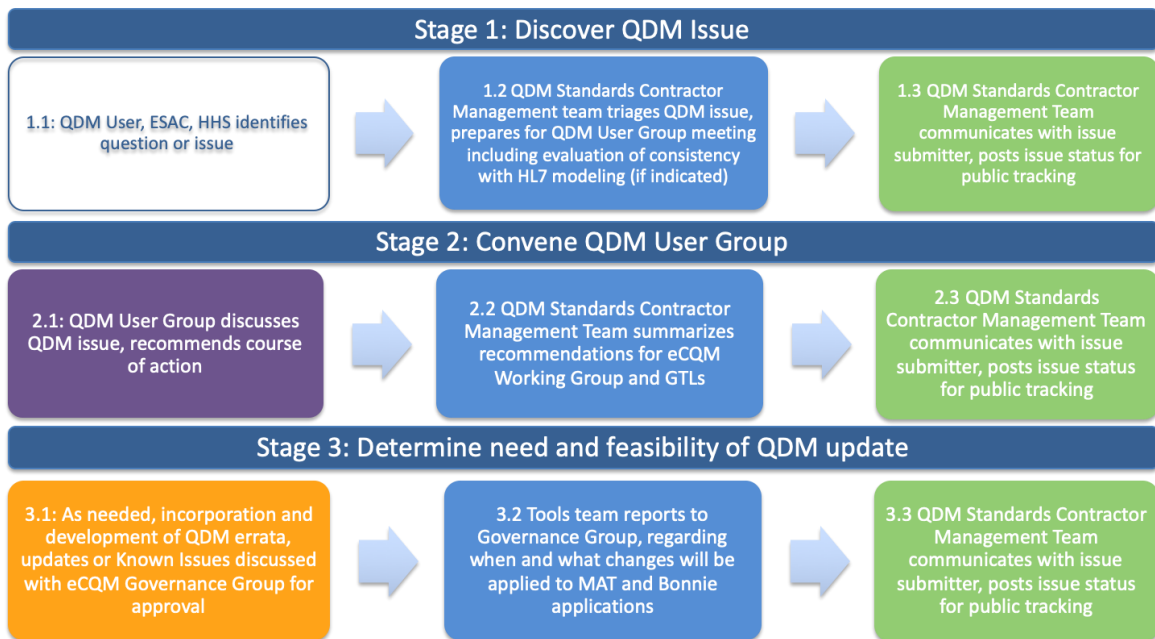 Stage 1: Discover QDM Issue
1.1: QDM User, ESAC, HHS identifies
question or issue
1.2 QDM Standards Contractor
Management team triages QDM issue,
prepares for QDM User Group meeting
including evaluation of consistency
with HL7 modeling (if indicated)
1.3 QDM Standards Contractor
Management Team
communicates with issue
submitter, posts issue status for
public tracking
Stage 2: Convene QDM User Group
2.1: QDM User Group discusses
QDM issue, recommends course
of action
2.2 QDM Standards Contractor
Management Team summarizes
recommendations for eCQM
Working Group and GTLs
2.3 QDM Standards
Contractor Management Team
communicates with issue
submitter, posts issue status
for public tracking
Stage 3: Determine need and feasibility of QDM update
3.1: As needed, incorporation and
development of QDM errata,
updates or Known Issues discussed
with eCQM Governance Group for
approval
3.2 Tools team reports to
Governance Group, regarding
when and what changes will be
applied to MAT and Bonnie
applications
3.3 QDM Standards Contractor
Management Team
communicates with issue
submitter, posts issue status
for public tracking